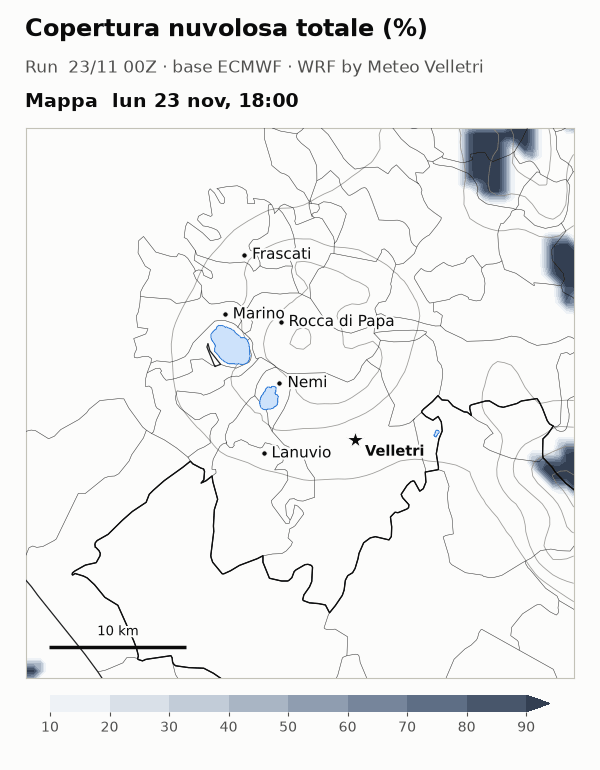 Copertura nuvolosa totale (%)
Run  23/11 00Z · base ECMWF · WRF by Meteo Velletri
Mappa  lun 23 nov, 18:00
Frascati
Marino
Rocca di Papa
Nemi
Velletri
Lanuvio
10 km
10 20 30 40 50 60 70 80 90